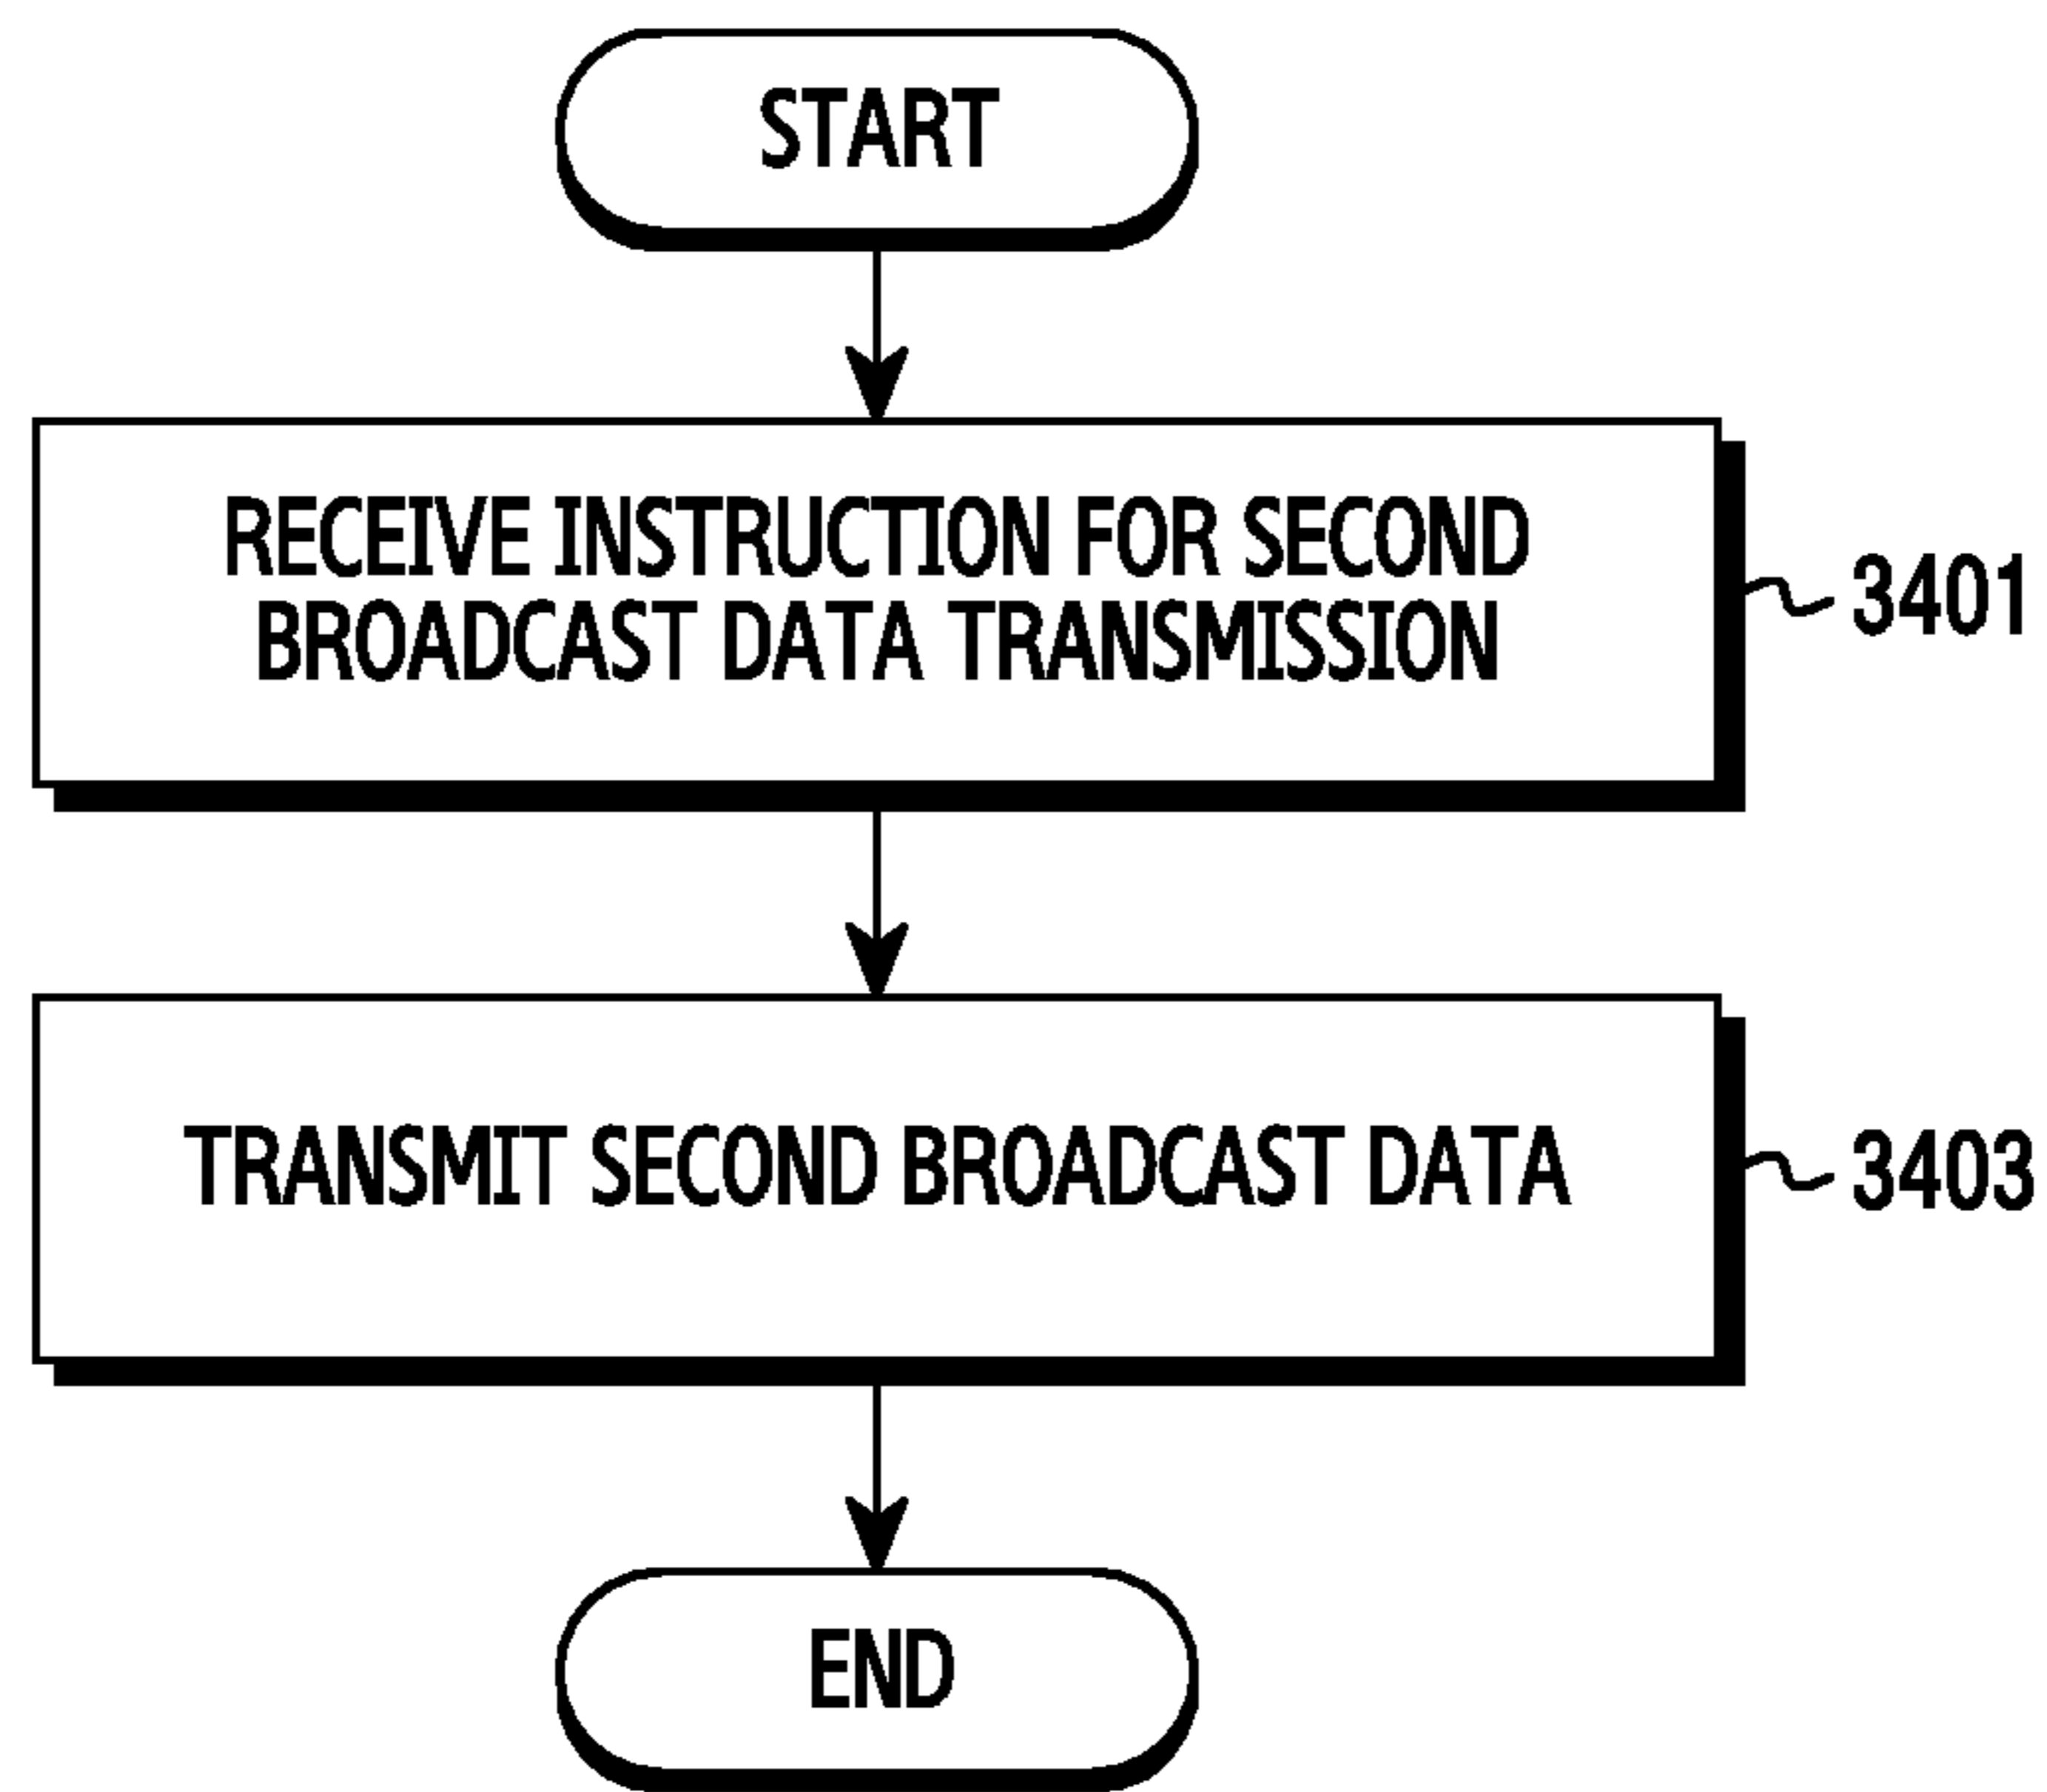 START
RECEIVE INSTRUCTION FOR SECOND
BROADCAST DATA TRANSMISSION
3401
TRANSMIT SECOND BROADCAST DATA
3403
END